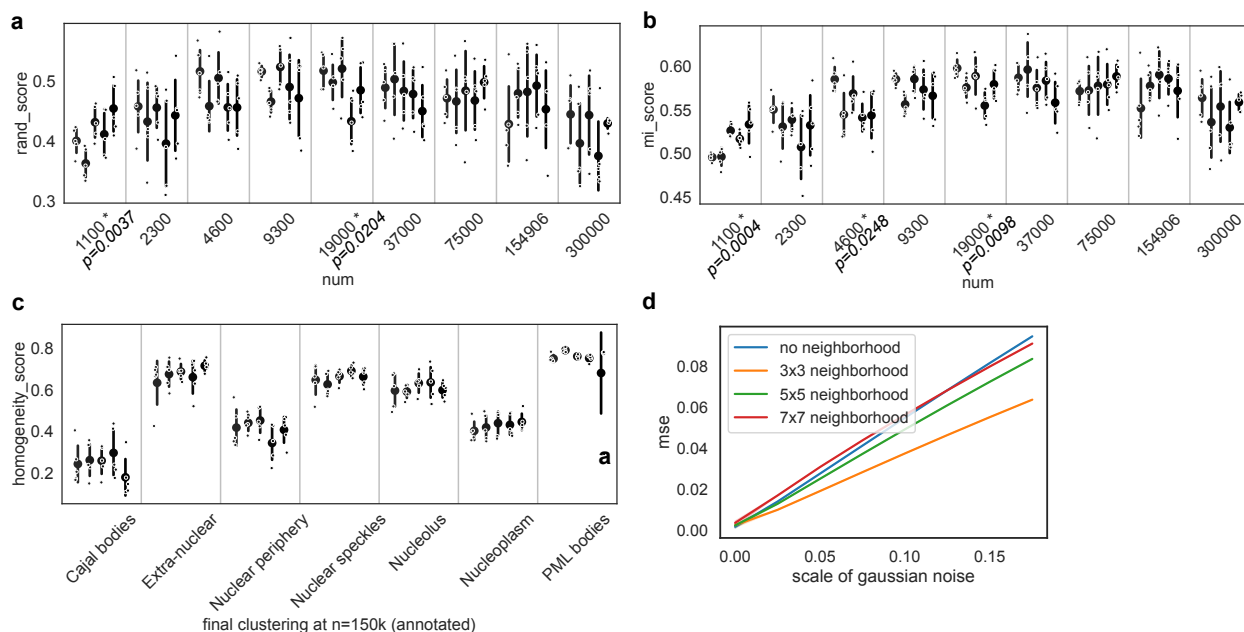 a
rand_score
0.5
0.4
0.3
1100 *
p=0.0037
2300
4600
9300
19000 *
p=0.0204
37000
75000
154906
300000
num
b
mi_score
0.60
0.55
0.50
0.45
1100 *
p=0.0004
2300
4600 *
p=0.0248
9300
19000 *
p=0.0098
37000
75000
154906
300000
num
c
homogeneity_score
0.8
0.6
0.4
0.2
a
Cajal bodies
Extra-nuclear
Nuclear periphery
Nuclear speckles
Nucleolus
Nucleoplasm
PML bodies
final clustering at n=150k (annotated)
d
mse
0.08
0.06
0.04
0.02
0.00
no neighborhood
3x3 neighborhood
5x5 neighborhood
7x7 neighborhood
0.00
0.05
0.10
0.15
scale of gaussian noise